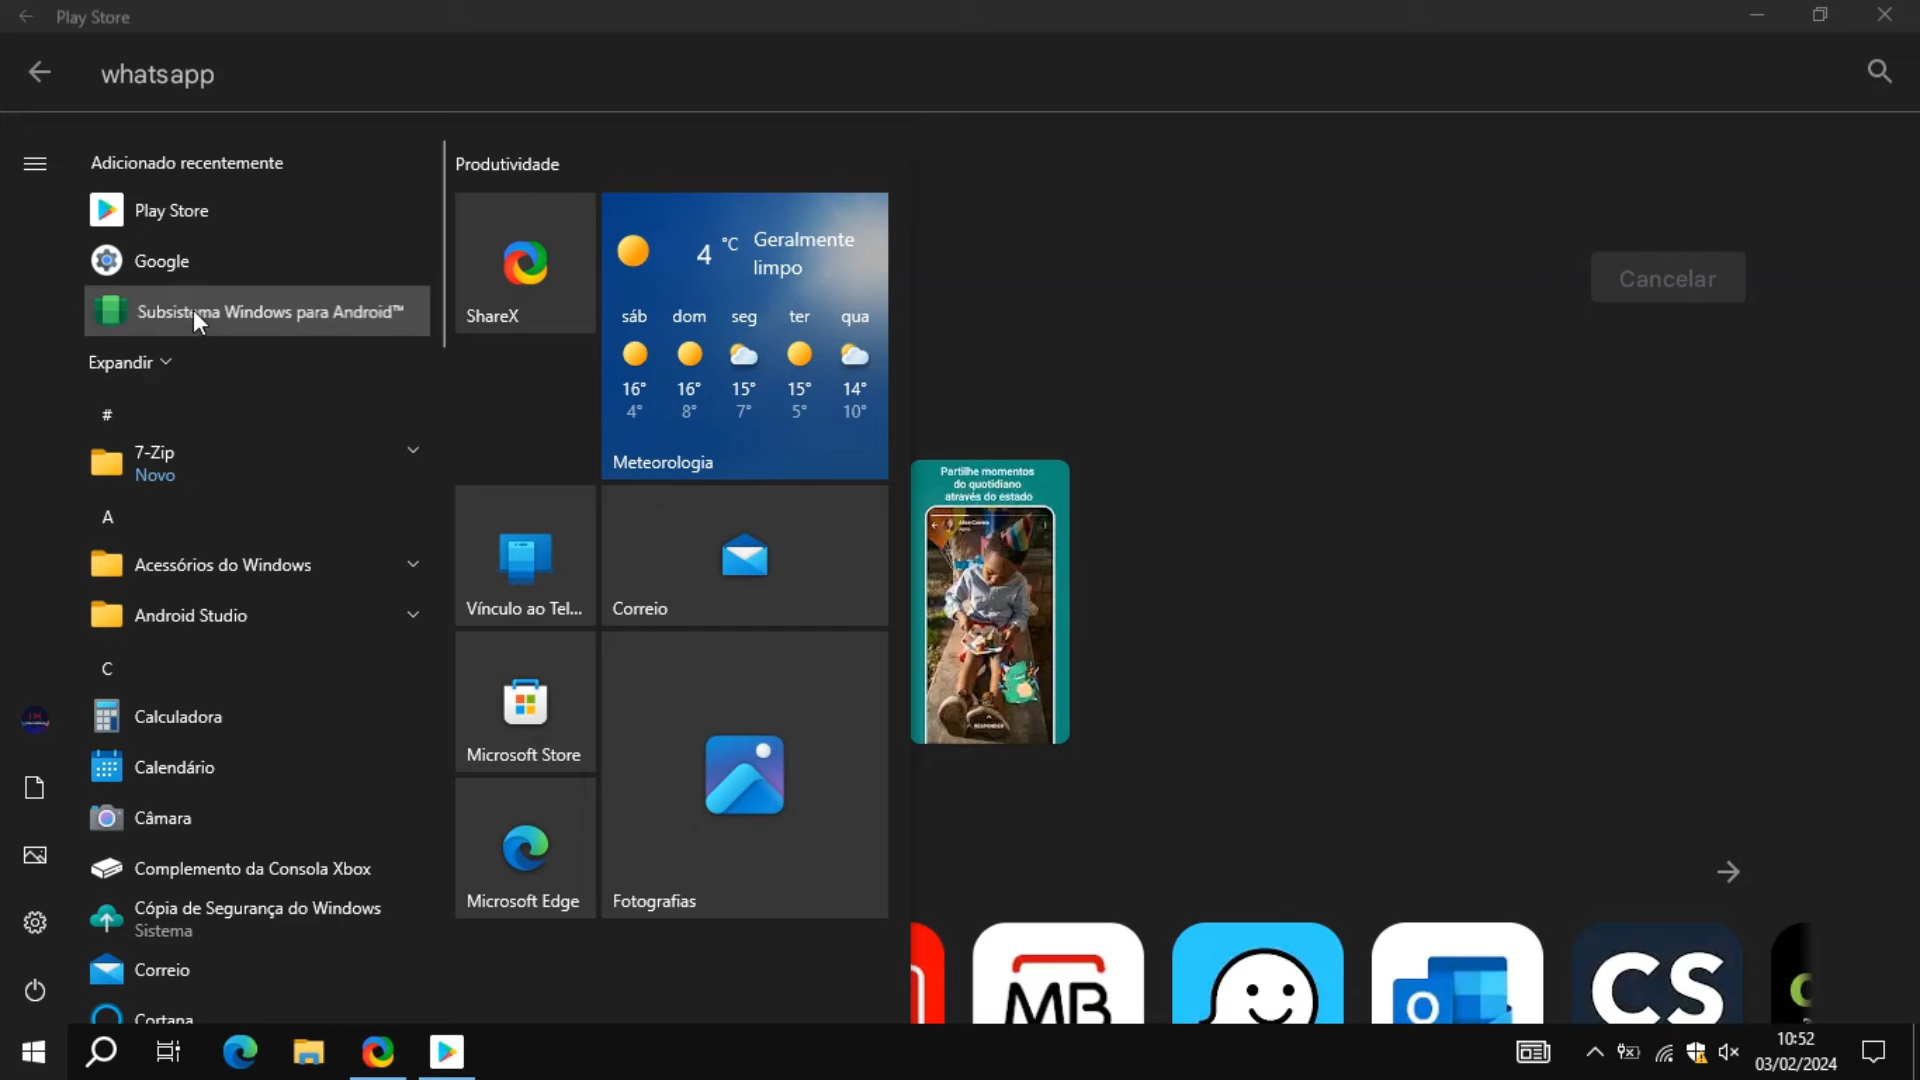 Play Store
whatsapp
Adicionado recentemente
Play Store
Google
Subsistema Windows para Android™
Expandir
#
7-Zip
Novo
A
Acessórios do Windows
Android Studio
C
Calculadora
Calendário
Câmara
Complemento da Consola Xbox
Cópia de Segurança do Windows
Sistema
Correio
Cortana
Produtividade
ShareX
4 °C
Geralmente
limpo
sáb dom seg ter qua
16° 16° 15° 15° 14°
4° 8° 7° 5° 10°
Meteorologia
Vínculo ao Tel...
Correio
Microsoft Store
Microsoft Edge
Fotografias
Cancelar
Partilhe momentos
do quotidiano
através do estado
RESPONDER
MB
O
CS
10:52
03/02/2024